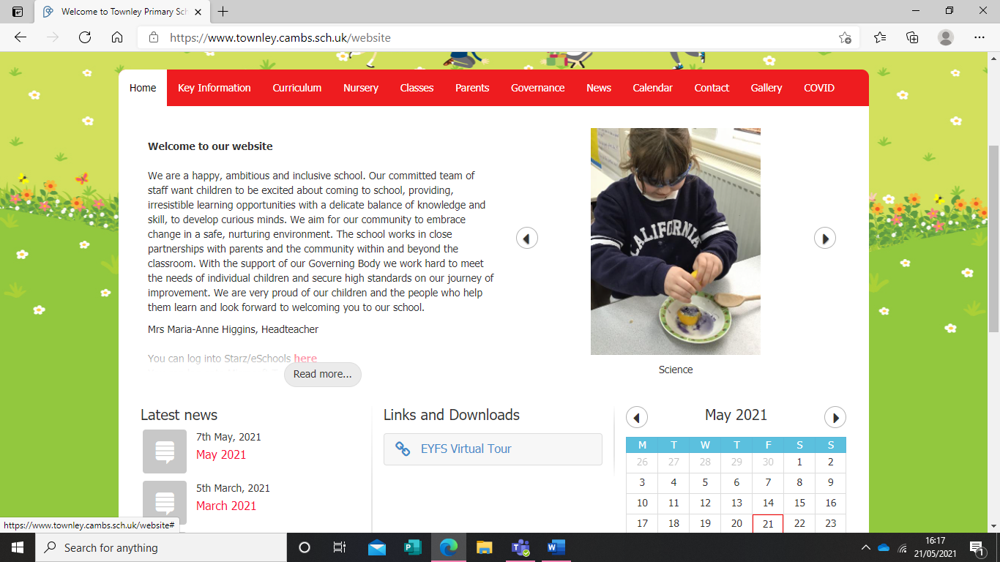 Welcome to Townley Primary Sch
https://www.townley.cambs.sch.uk/website
Home Key Information Curriculum Nursery Classes Parents Governance News Calendar Contact Gallery COVID
Welcome to our website
We are a happy, ambitious and inclusive school. Our committed team of
staff want children to be excited about coming to school, providing,
irresistible learning opportunities with a delicate balance of knowledge and
skill, to develop curious minds. We aim for our community to embrace
change in a safe, nurturing environment. The school works in close
partnerships with parents and the community within and beyond the
classroom. With the support of our Governing Body we work hard to meet
the needs of individual children and secure high standards on our journey of
improvement. We are very proud of our children and the people who help
them learn and look forward to welcoming you to our school.
Mrs Maria-Anne Higgins, Headteacher
You can log into Starz/eSchools here
Read more...
CALIFORNIA
Science
Latest news
7th May, 2021
May 2021
5th March, 2021
March 2021
Links and Downloads
EYFS Virtual Tour
May 2021
M T W T F S S
26 27 28 29 30 1 2
3 4 5 6 7 8 9
10 11 12 13 14 15 16
17 18 19 20 21 22 23
https://www.townley.cambs.sch.uk/website#
Search for anything
16:17
21/05/2021
1